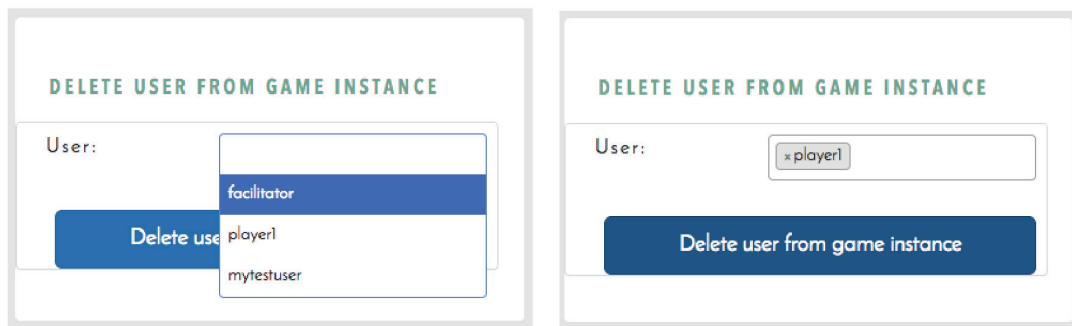 DELETE USER FROM GAME INSTANCE
User:
facilitator
Delete use
player1
mytestuser
DELETE USER FROM GAME INSTANCE
User:
×player1
Delete user from game instance